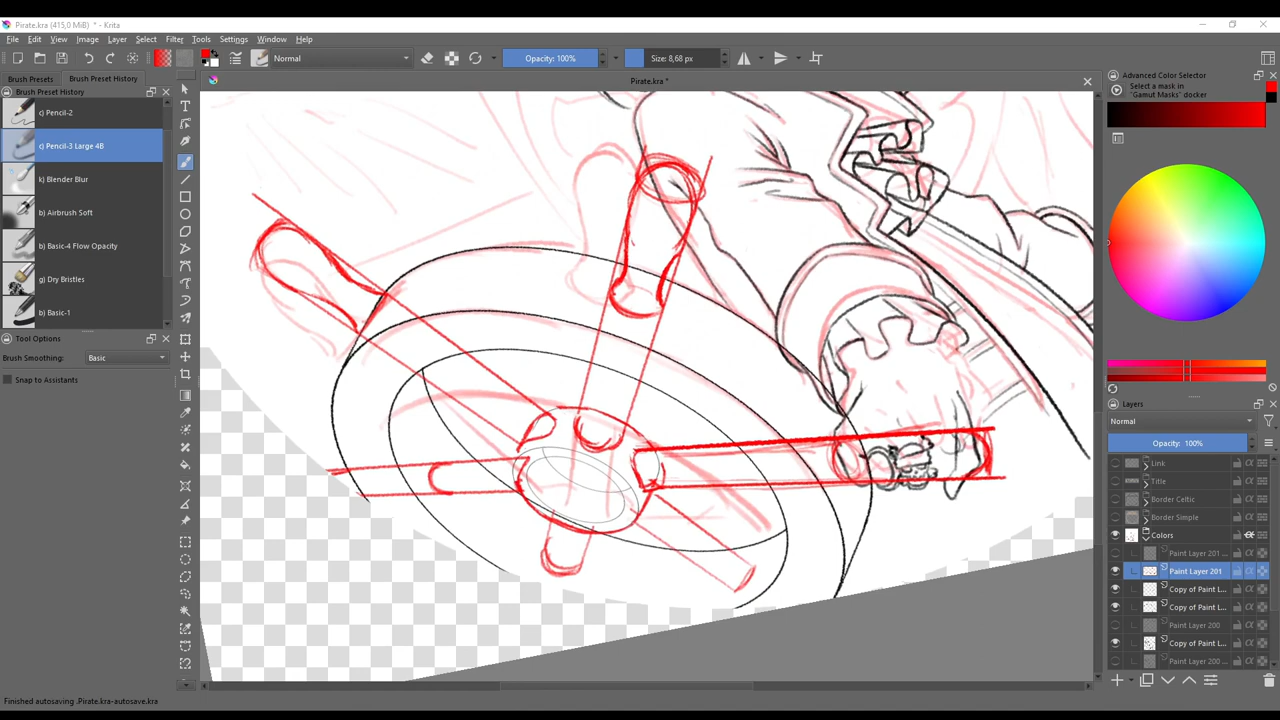 Pirate.kra (415,0 MiB) * - Krita
File Edit View Image Layer Select Filter Tools Settings Window Help
Normal
Opacity: 100%
Size: 8,68 px
Brush Presets
Brush Preset History
Pirate.kra *
Brush Preset History
c) Pencil-2
c) Pencil-3 Large 4B
k) Blender Blur
b) Airbrush Soft
b) Basic-4 Flow Opacity
g) Dry Bristles
b) Basic-1
Tool Options
Brush Smoothing: Basic
Snap to Assistants
Advanced Color Selector
Select a mask in
"Gamut Masks" docker
Layers
Normal
Opacity: 100%
Link
Title
Border Celtic
Border Simple
Colors
Paint Layer 201 ...
Paint Layer 201
Copy of Paint L...
Copy of Paint L...
Paint Layer 200
Copy of Paint L...
Paint Layer 200 ...
Finished autosaving .Pirate.kra-autosave.kra